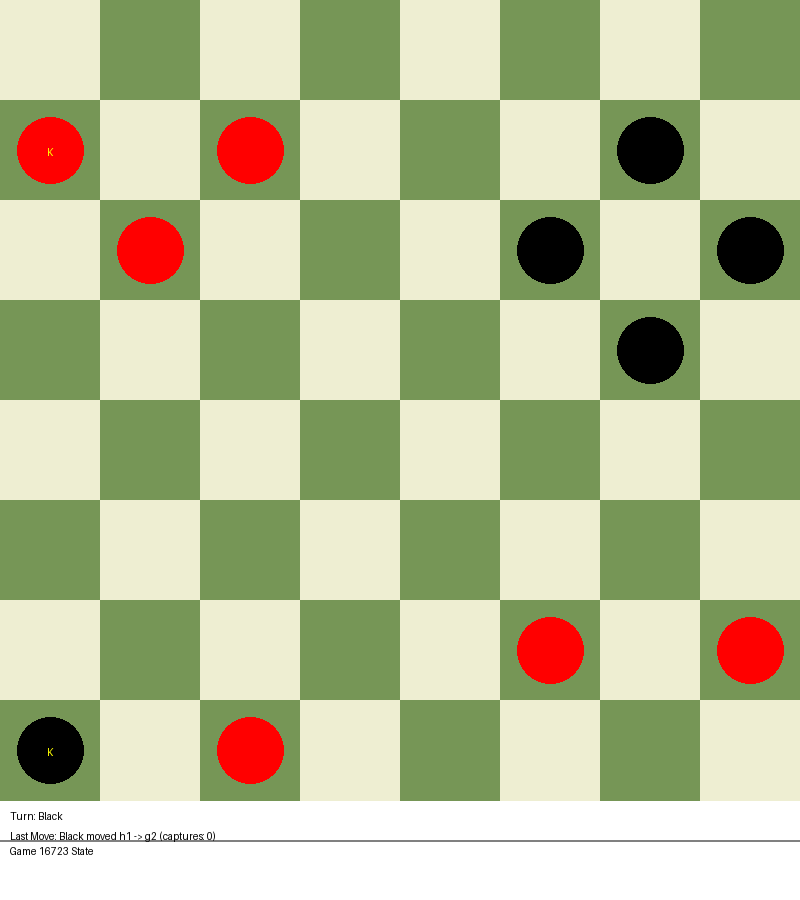 K
K
Turn: Black
Last Move: Black moved h1 -> g2 (captures: 0)
Game 16723 State